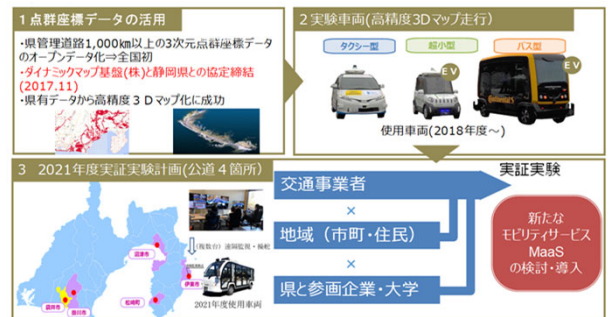 1 点群座標データの活用
・県管理道路1,000km以上の3次元点群座標データ
のオープンデータ化⇒全国初
・ダイナミックマップ基盤(株)と静岡県との協定締結
(2017.11)
・県有データから高精度3Dマップ化に成功
2 実験車両(高精度3Dマップ走行)
タクシー型
超小型
バス型
EV
EV
使用車両(2018年度～)
3 2021年度実証実験計画(公道4箇所)
(複数台)遠隔監視・操舵
沼津市
伊東市
松崎町
掛川市
2021年度使用車両
交通事業者
×
地域（市町・住民）
×
県と参画企業・大学
実証実験
新たな
モビリティサービス
MaaS
の検討・導入